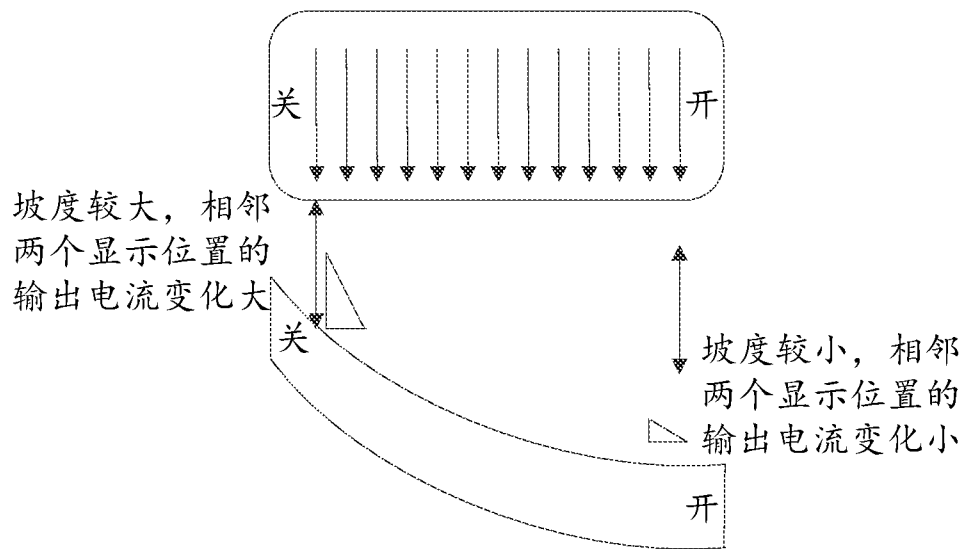 关
开
坡度较大，相邻
两个显示位置的
输出电流变化大
关
坡度较小，相邻
两个显示位置的
输出电流变化小
开